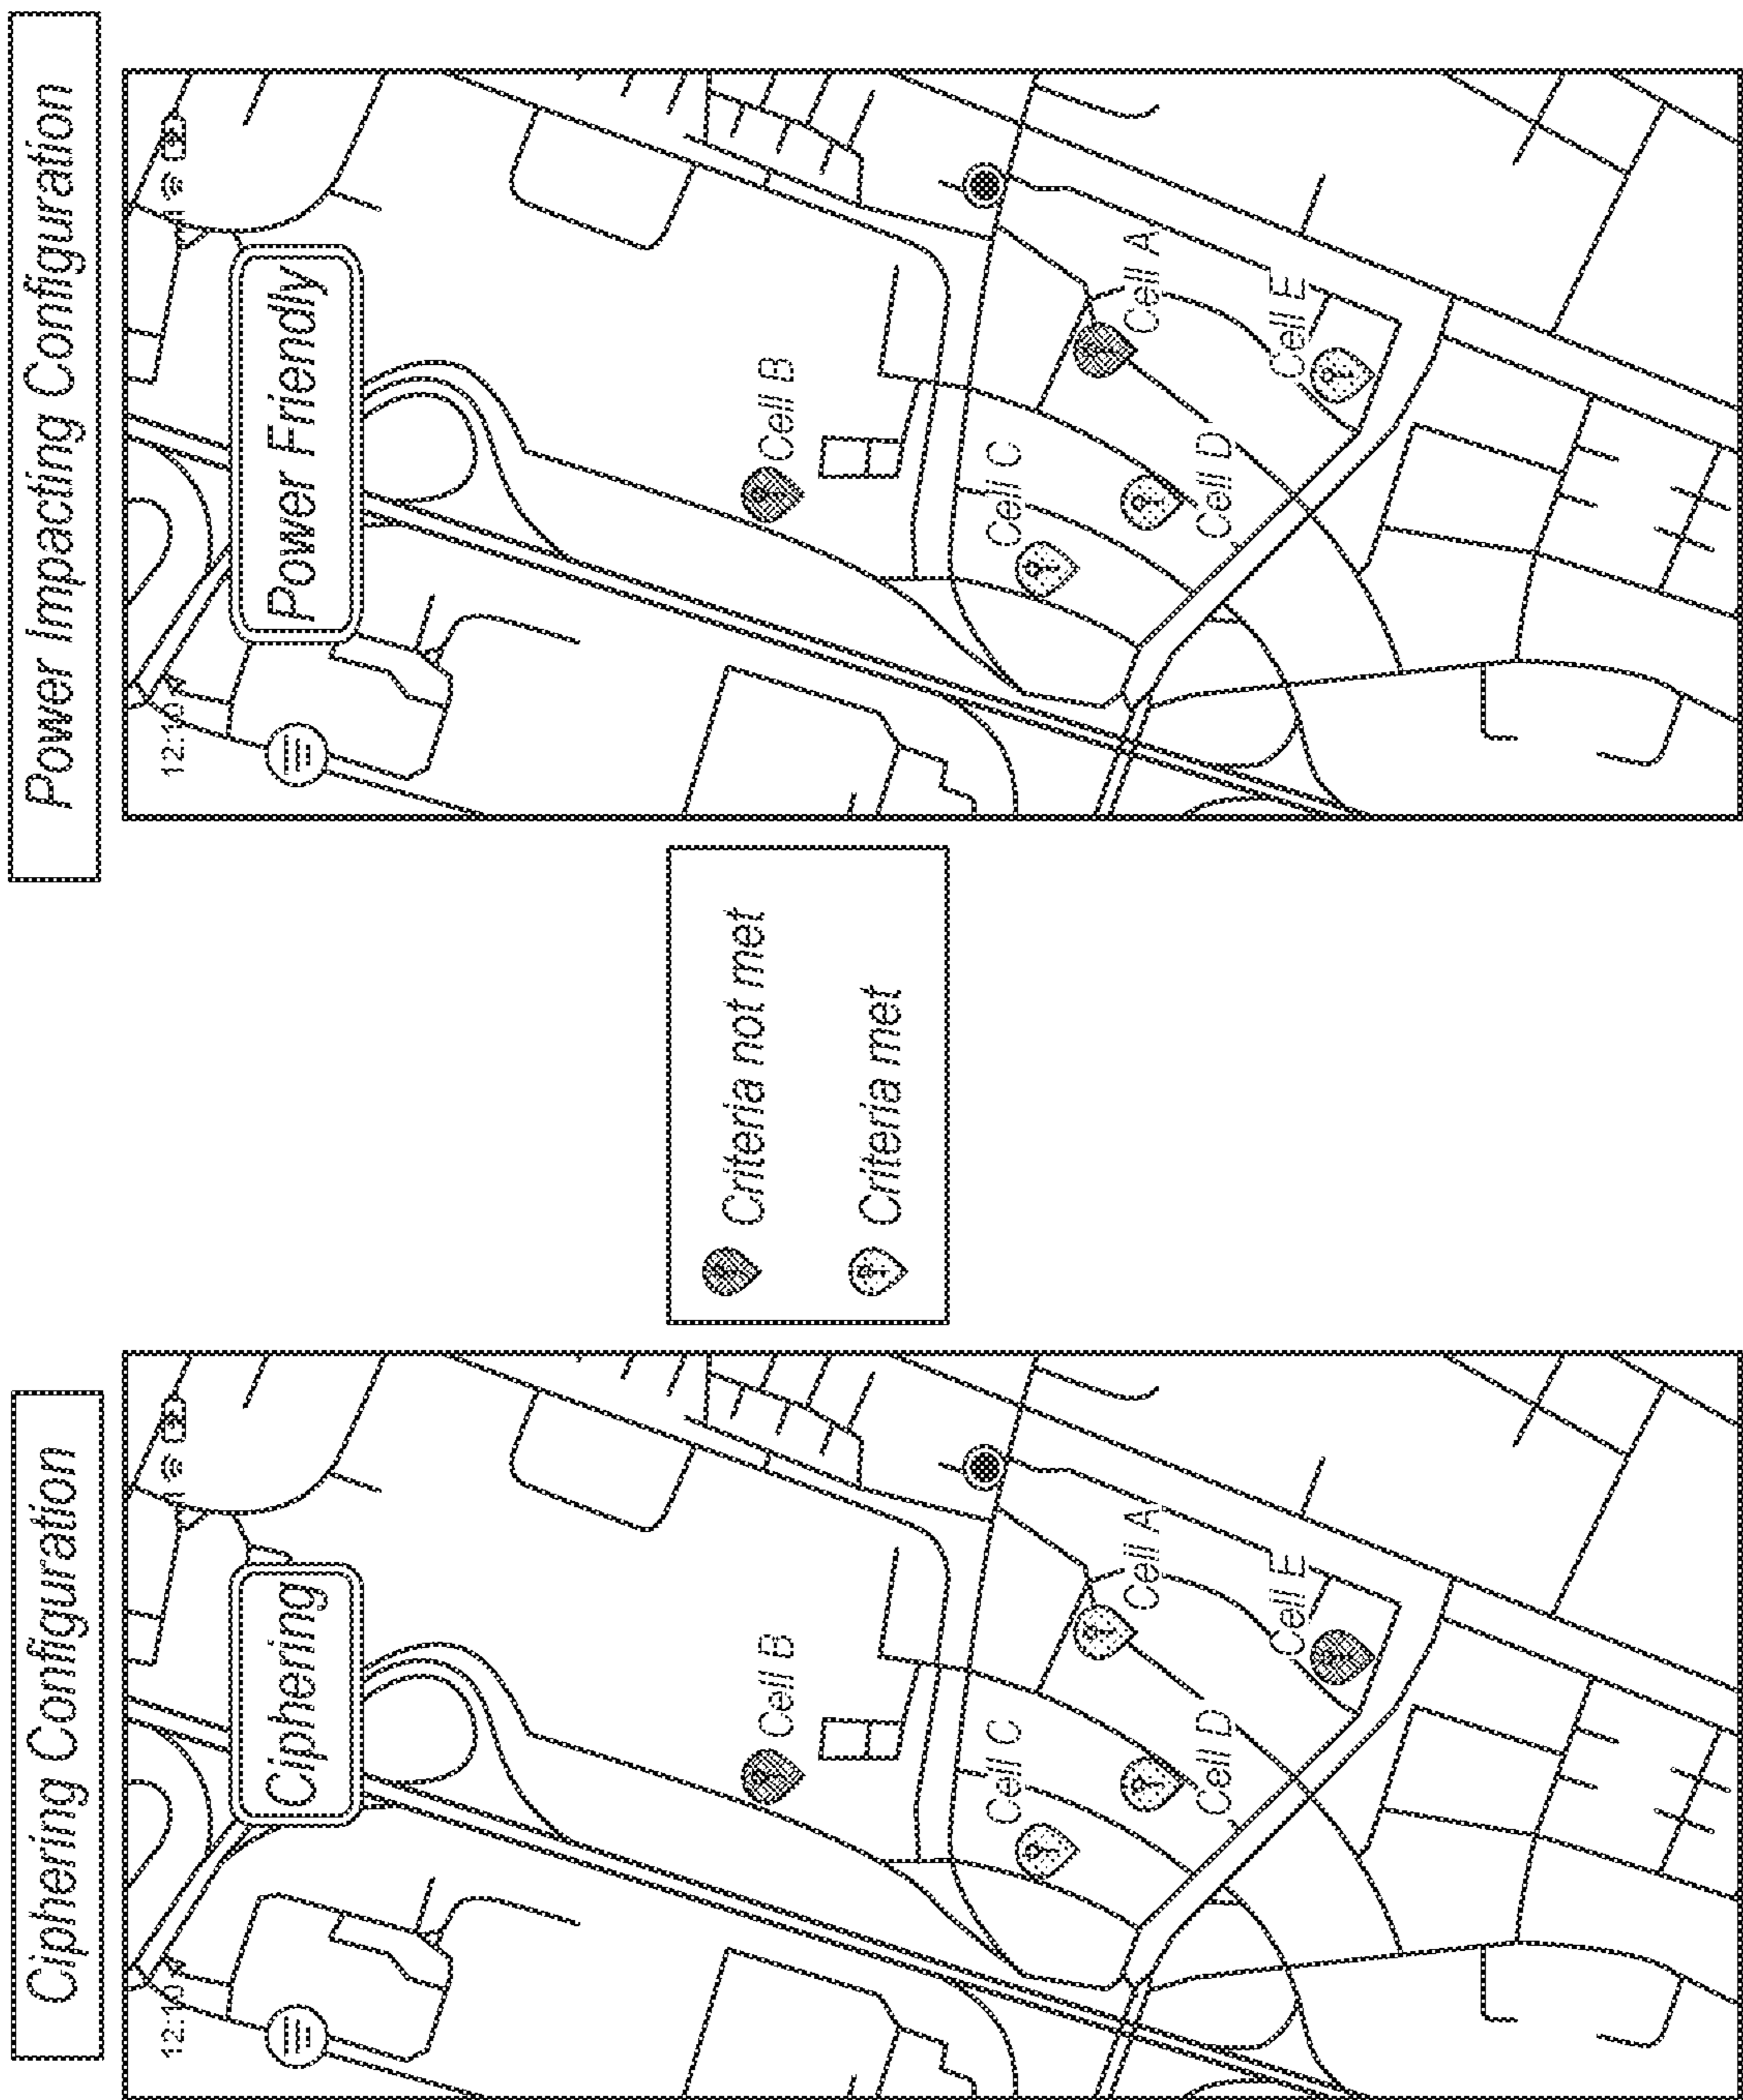 Ciphering Configuration
12:10
Ciphering
Cell B
Cell C
Cell A
Cell D
Cell E
Criteria not met
Criteria met
Power Impacting Configuration
12:10
Power Friendly
Cell B
Cell C
Cell A
Cell D
Cell E